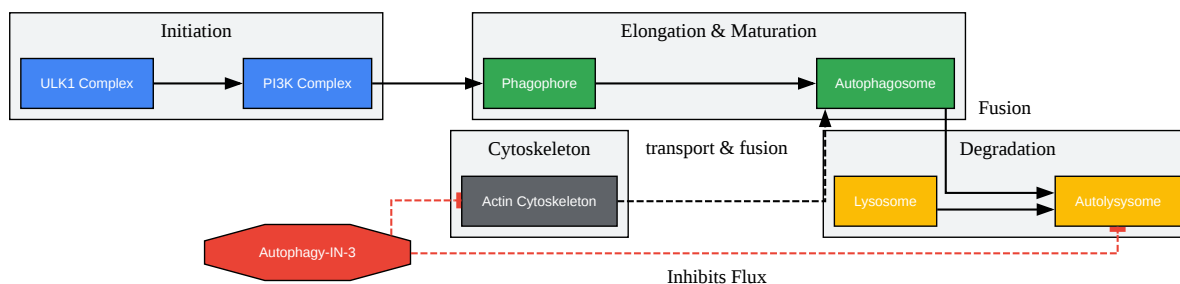 Initiation
ULK1 Complex
PI3K Complex
Elongation & Maturation
Phagophore
Autophagosome
Fusion
Cytoskeleton
transport & fusion
Degradation
Actin Cytoskeleton
Lysosome
Autolysysome
Autophagy-IN-3
Inhibits Flux